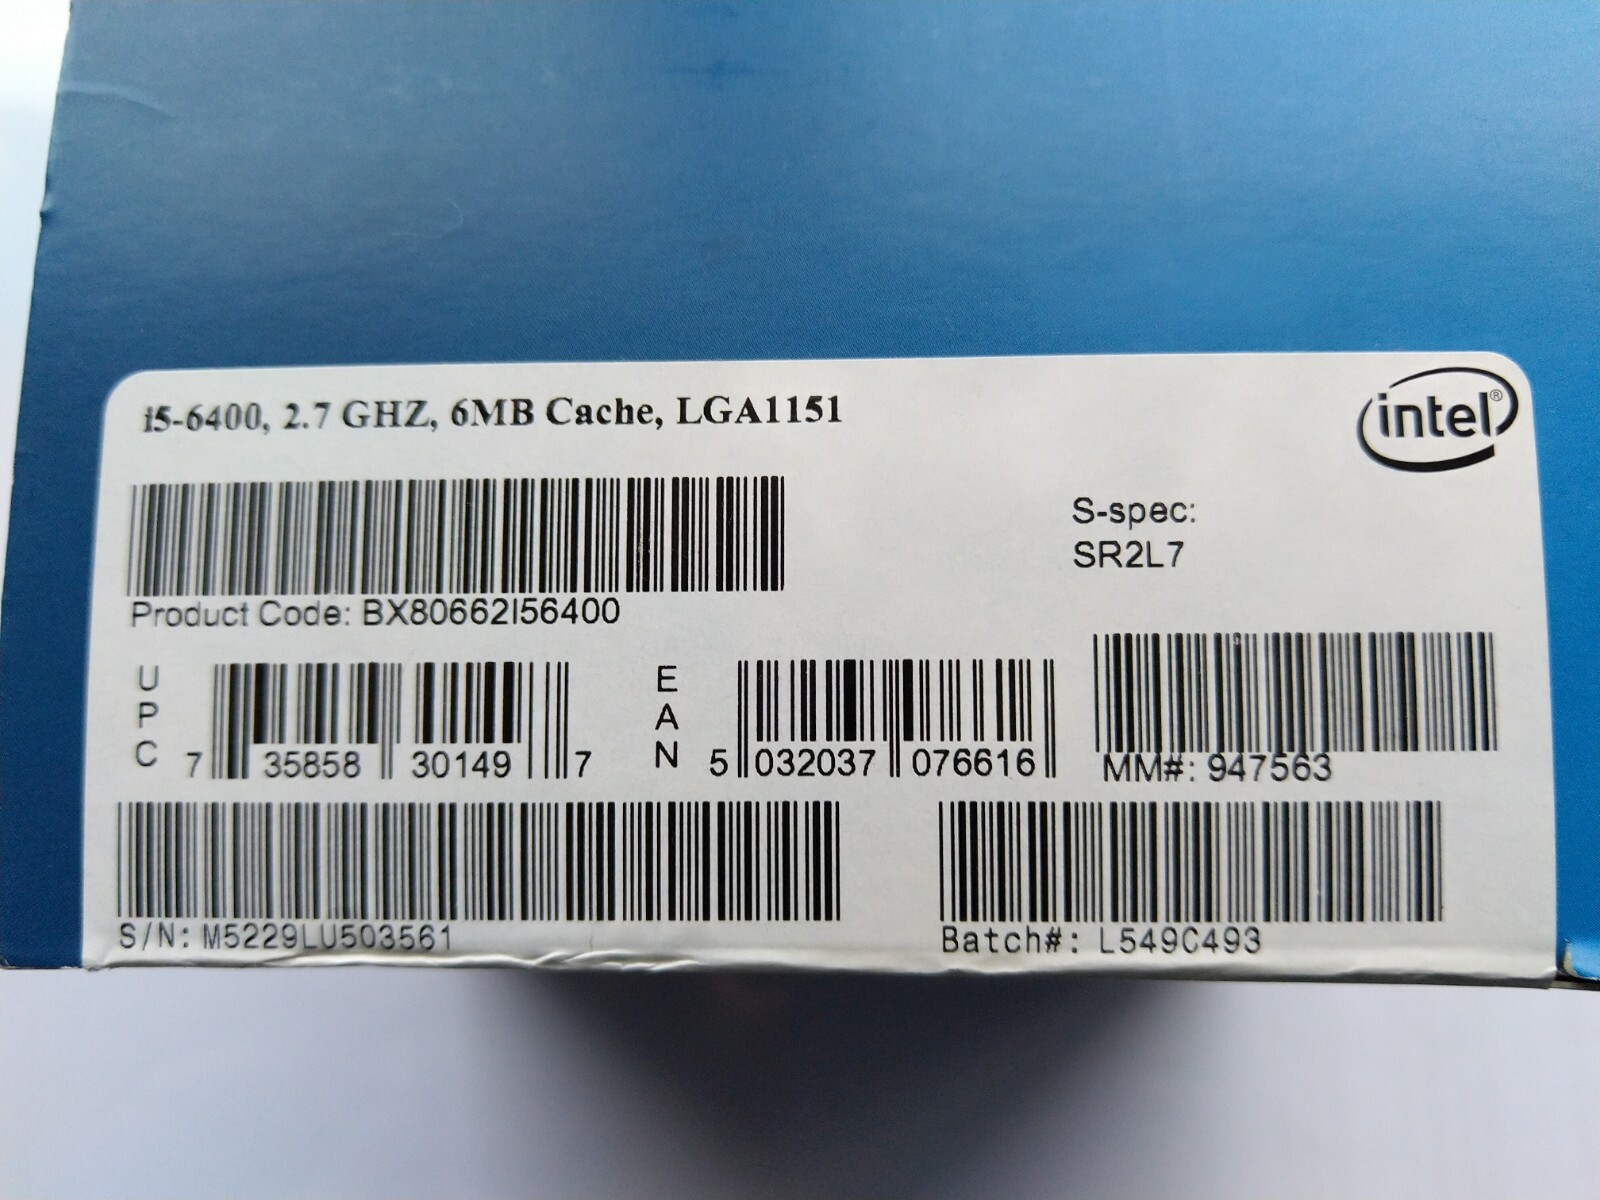 i5-6400, 2.7 GHZ, 6MB Cache, LGA1151
intel®
S-spec:
SR2L7
Product Code: BX80662I56400
UPC 7 35858 30149 7
EAN 5 032037 076616
MM#: 947563
S/N: M5229LU503561
Batch#: L549C493